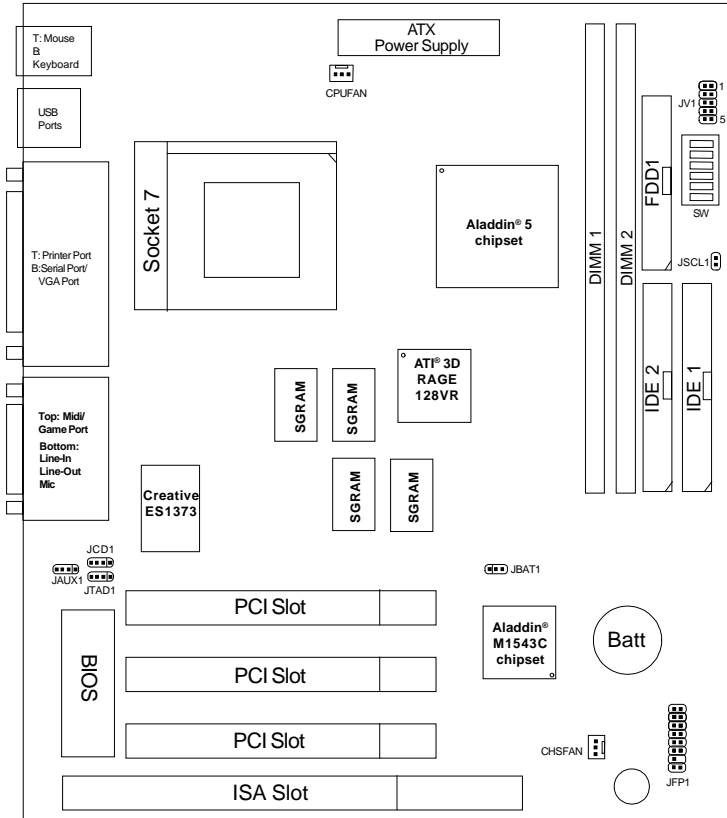 T: Mouse
B
Keyboard
ATX
Power Supply
CPUFAN
USB
Ports
JV1
1
5
SW
Socket 7
Aladdin® 5
chipset
DIMM 1
DIMM 2
FDD1
JSCL1
T: Printer Port
B:Serial Port/
VGA Port
ATI® 3D
RAGE
128VR
IDE 2
IDE 1
SGRAM
SGRAM
Top: Midi/
Game Port
Bottom:
Line-In
Line-Out
Mic
Creative
ES1373
SGRAM
SGRAM
JCD1
JAUX1
JTAD1
JBAT1
PCI Slot
BIOS
Aladdin®
M1543C
chipset
Batt
PCI Slot
PCI Slot
CHSFAN
JFP1
ISA Slot